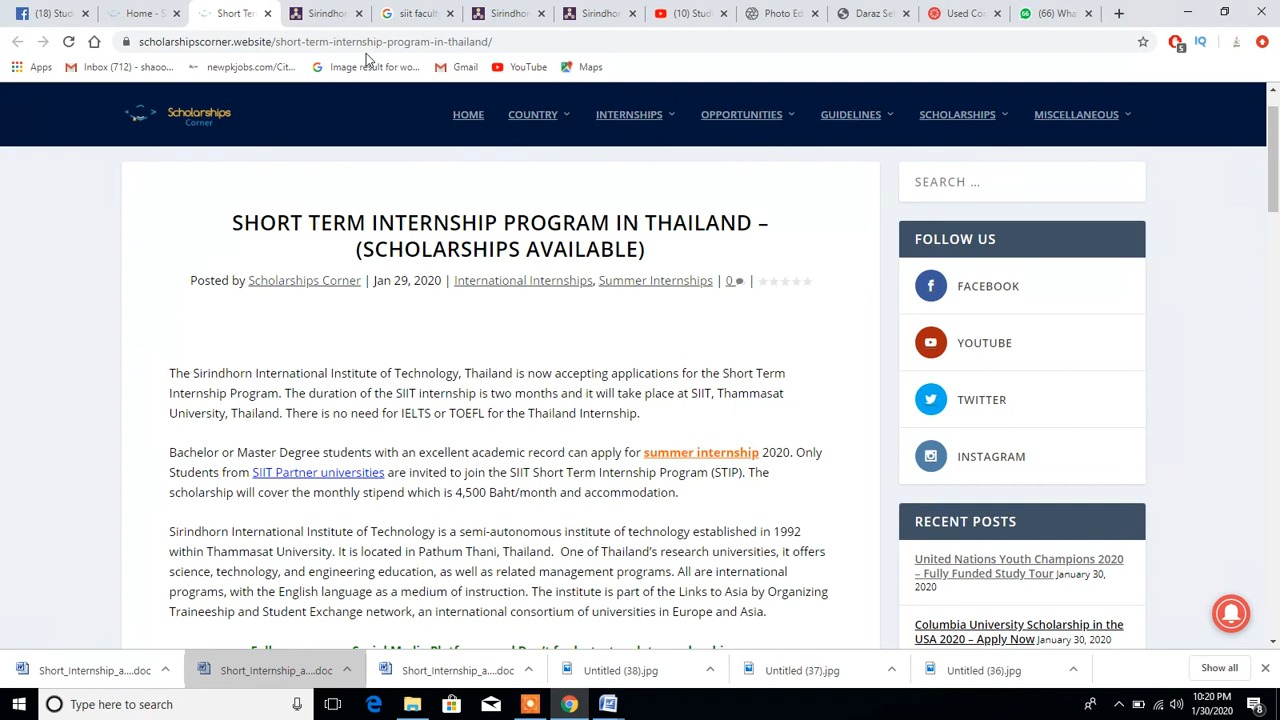 (18) Stud
Home - S
Short Ter
Sirindhor
siit facult
Sirindhor
Sirindhor
(10) Stud
Photo Ed
Daraz Sel
Used Co
(66) Wha
scholarshipscorner.website/short-term-internship-program-in-thailand/
Apps
Inbox (712) - shaoo...
newpkjobs.com/Cit...
Image result for wo...
Gmail
YouTube
Maps
Scholarships
Corner
HOME
COUNTRY
INTERNSHIPS
OPPORTUNITIES
GUIDELINES
SCHOLARSHIPS
MISCELLANEOUS
SHORT TERM INTERNSHIP PROGRAM IN THAILAND –
(SCHOLARSHIPS AVAILABLE)
Posted by Scholarships Corner | Jan 29, 2020 | International Internships, Summer Internships | 0 |
The Sirindhorn International Institute of Technology, Thailand is now accepting applications for the Short Term
Internship Program. The duration of the SIIT internship is two months and it will take place at SIIT, Thammasat
University, Thailand. There is no need for IELTS or TOEFL for the Thailand Internship.
Bachelor or Master Degree students with an excellent academic record can apply for summer internship 2020. Only
Students from SIIT Partner universities are invited to join the SIIT Short Term Internship Program (STIP). The
scholarship will cover the monthly stipend which is 4,500 Baht/month and accommodation.
Sirindhorn International Institute of Technology is a semi-autonomous institute of technology established in 1992
within Thammasat University. It is located in Pathum Thani, Thailand. One of Thailand's research universities, it offers
science, technology, and engineering education, as well as related management programs. All are international
programs, with the English language as a medium of instruction. The institute is part of the Links to Asia by Organizing
Traineeship and Student Exchange network, an international consortium of universities in Europe and Asia.
SEARCH …
FOLLOW US
FACEBOOK
YOUTUBE
TWITTER
INSTAGRAM
RECENT POSTS
United Nations Youth Champions 2020
– Fully Funded Study Tour January 30,
2020
Columbia University Scholarship in the
USA 2020 – Apply Now January 30, 2020
Short_Internship_a....doc
Short_Internship_a....doc
Short_Internship_a....doc
Untitled (38).jpg
Untitled (37).jpg
Untitled (36).jpg
Show all
Type here to search
10:20 PM
1/30/2020
8